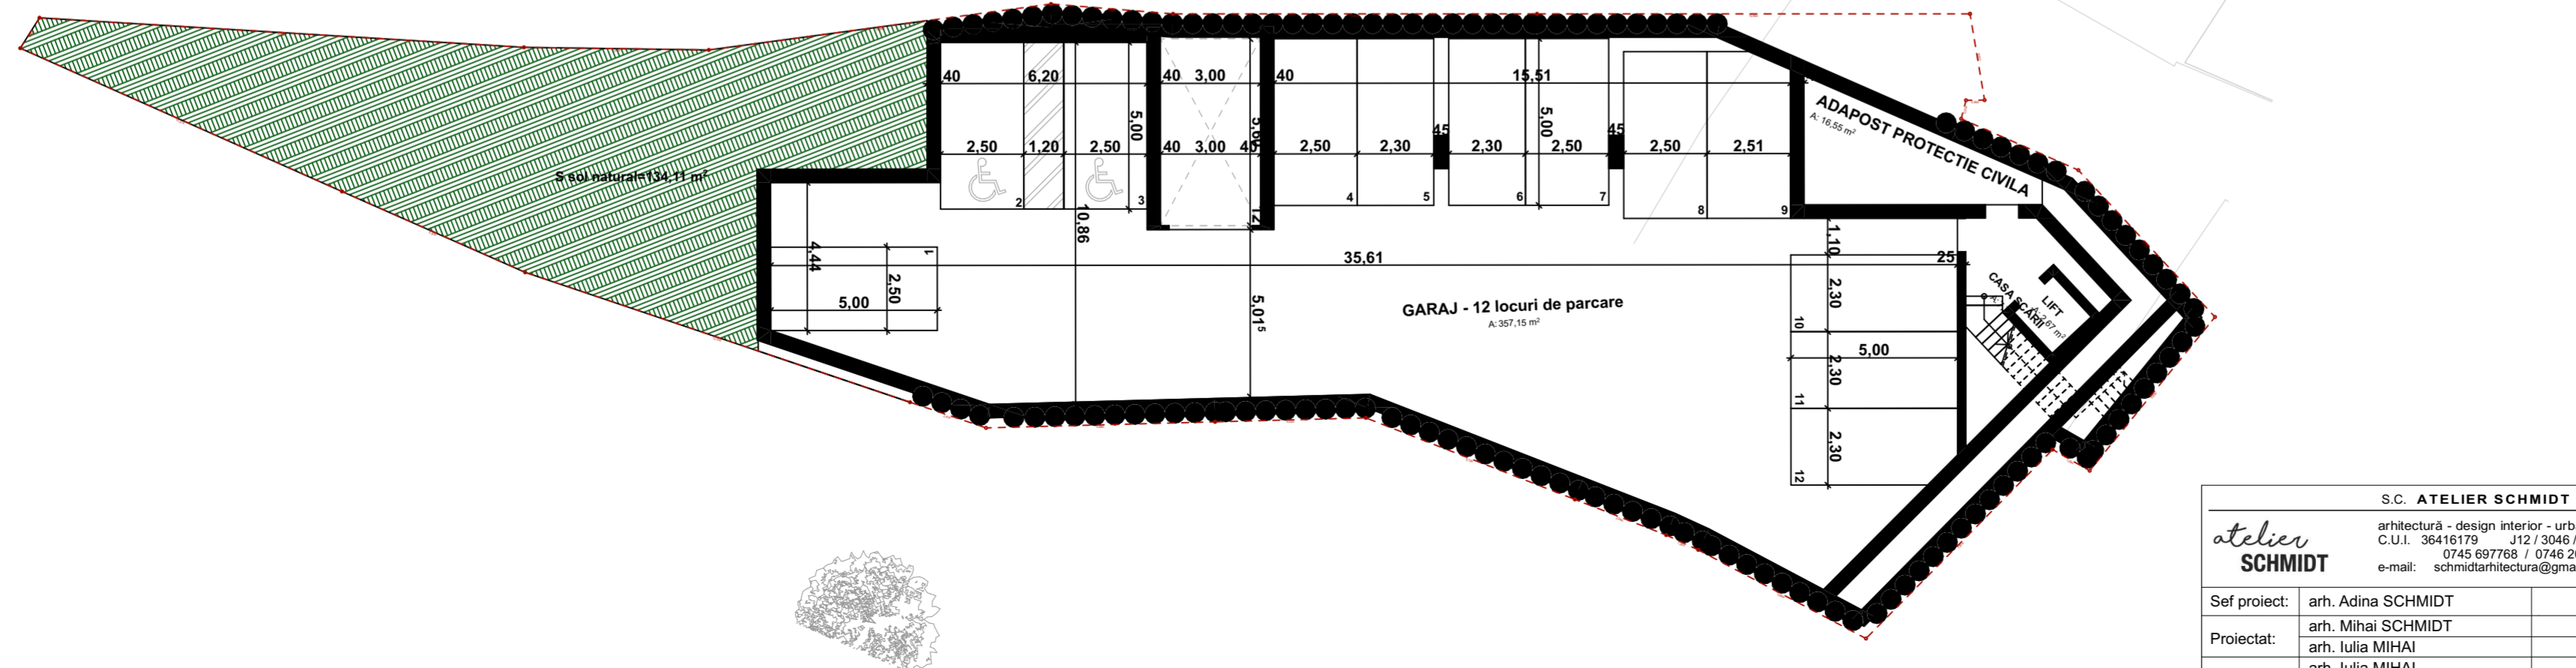 ,40 6,20 ,40 3,00 ,40 15,51
5,00 5,00
2,50 1,20 2,50 ,40 3,00 40 2,50 2,30 45 2,30 2,50 45 2,50 2,51
2 3 4 5 6 7 8 9
ADAPOST PROTECTIE CIVILA
A: 16,55 m²
S sol natural=134,11 m²
10,86
4,44
1
2,50
5,00
35,61
5,01⁵
GARAJ - 12 locuri de parcare
A: 357,15 m²
1,10
25
2,30
10
2,30
5,00
11
2,30
12
CASA SCĂRII
LIFT
S.C. ATELIER SCHMIDT
atelier
SCHMIDT
arhitectură - design interior - urb
C.U.I. 36416179 J12 / 3046 /
0745 697768 / 0746 2
e-mail: schmidtarhitectura@gma
Sef proiect: arh. Adina SCHMIDT
Proiectat: arh. Mihai SCHMIDT
arh. Iulia MIHAI
arh. Iulia MIHAI